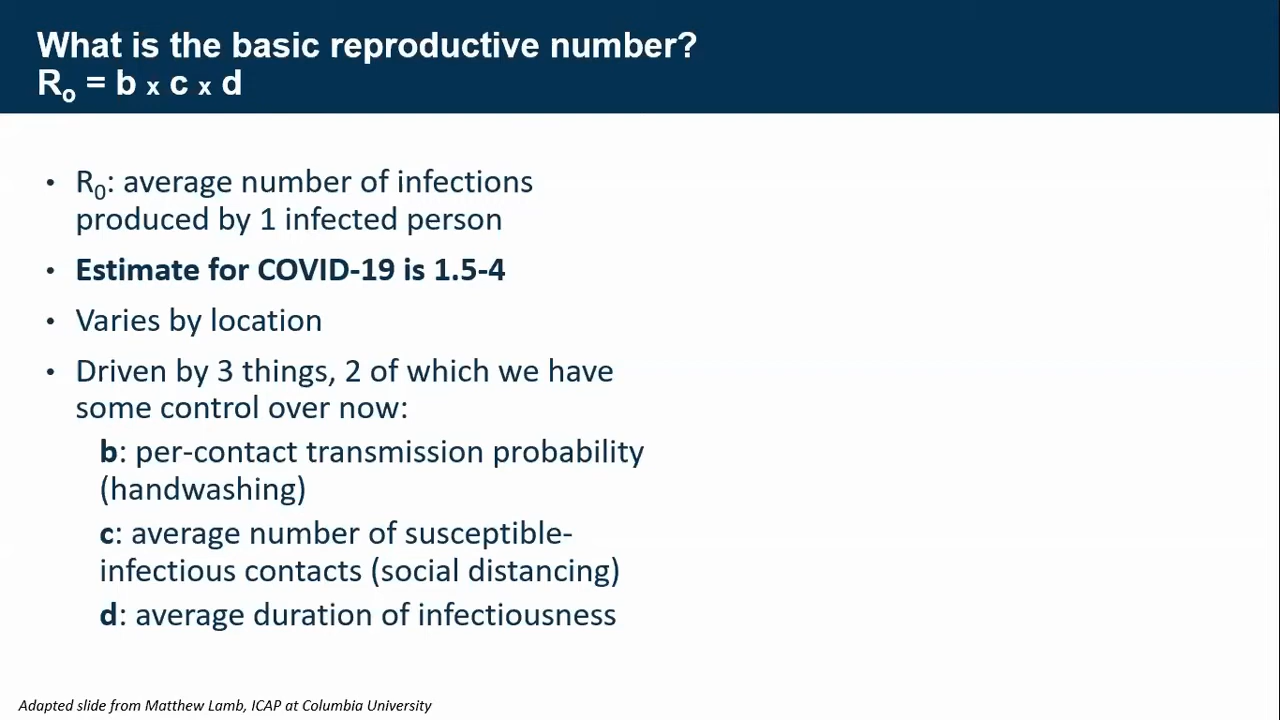 What is the basic reproductive number?
Ro = b x c x d
• R0: average number of infections
produced by 1 infected person
• Estimate for COVID-19 is 1.5-4
• Varies by location
• Driven by 3 things, 2 of which we have
some control over now:
b: per-contact transmission probability
(handwashing)
c: average number of susceptible-
infectious contacts (social distancing)
d: average duration of infectiousness
Adapted slide from Matthew Lamb, ICAP at Columbia University